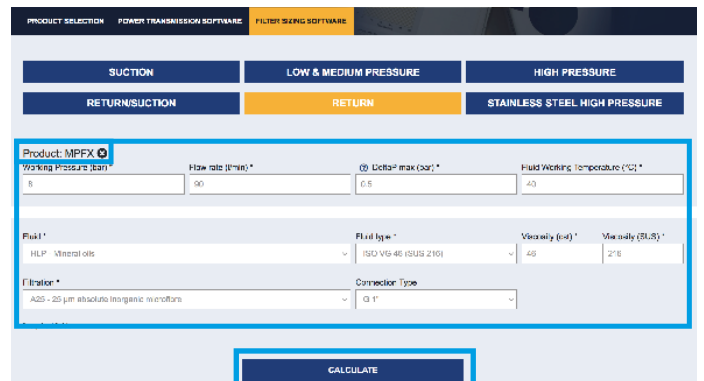 PRODUCT SELECTION POWER TRANSMISSION SOFTWARE FILTER SIZING SOFTWARE
SUCTION LOW & MEDIUM PRESSURE HIGH PRESSURE
RETURN/SUCTION RETURN STAINLESS STEEL HIGH PRESSURE
Product: MPFX
Working Pressure (bar) * Flow rate (l/min) * DeltaP max (bar) * Fluid Working Temperature (°C) *
8 90 0.5 40
Fluid * Fluid type * Viscosity (cst) * Viscosity (SUS) *
HLP - Mineral oils ISO VG 46 (SUS 216) 46 216
Filtration * Connection Type
A25 - 25 µm absolute inorganic microfibre G 1"
CALCULATE